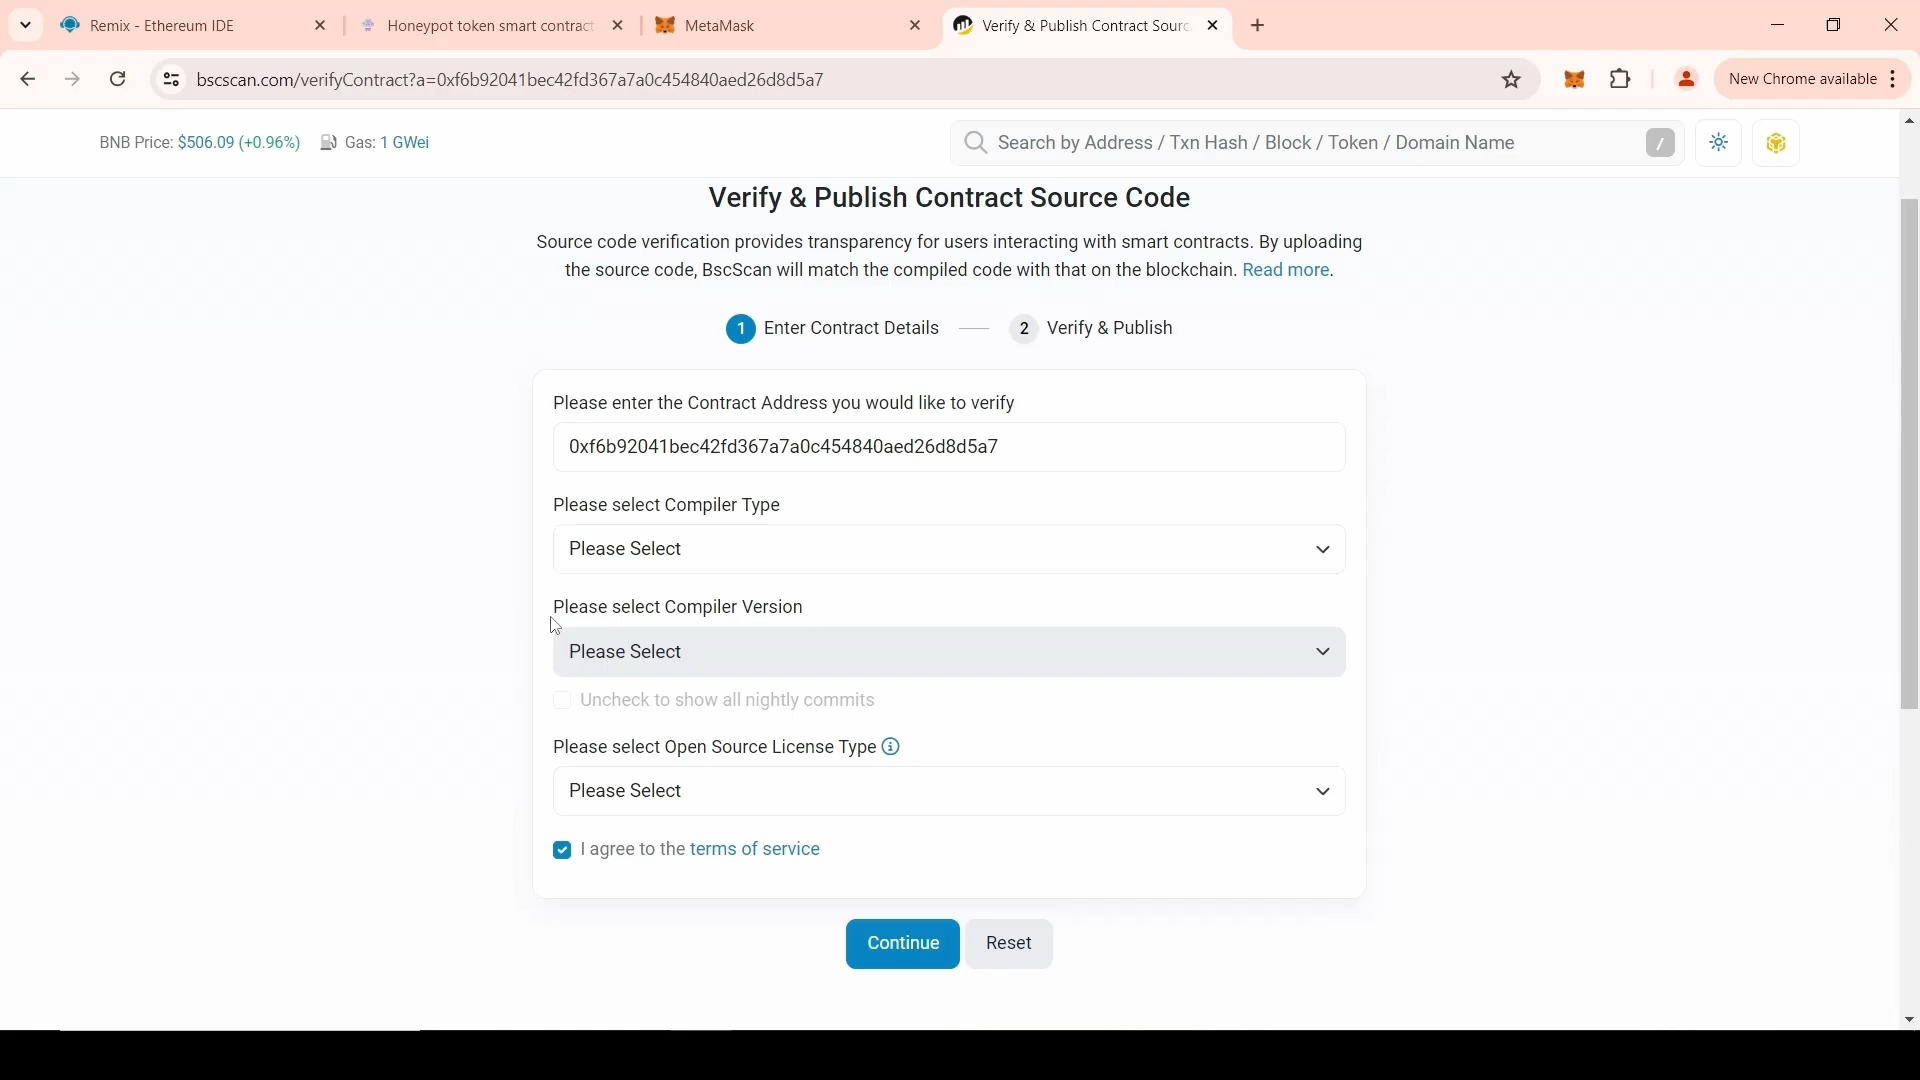 Remix - Ethereum IDE
Honeypot token smart contract
MetaMask
Verify & Publish Contract Sourc
bscscan.com/verifyContract?a=0xf6b92041bec42fd367a7a0c454840aed26d8d5a7
New Chrome available
BNB Price: $506.09 (+0.96%)
Gas: 1 GWei
Search by Address / Txn Hash / Block / Token / Domain Name
/
Verify & Publish Contract Source Code
Source code verification provides transparency for users interacting with smart contracts. By uploading
the source code, BscScan will match the compiled code with that on the blockchain. Read more.
1 Enter Contract Details
2 Verify & Publish
Please enter the Contract Address you would like to verify
0xf6b92041bec42fd367a7a0c454840aed26d8d5a7
Please select Compiler Type
Please Select
Please select Compiler Version
Please Select
Uncheck to show all nightly commits
Please select Open Source License Type
Please Select
I agree to the terms of service
Continue
Reset